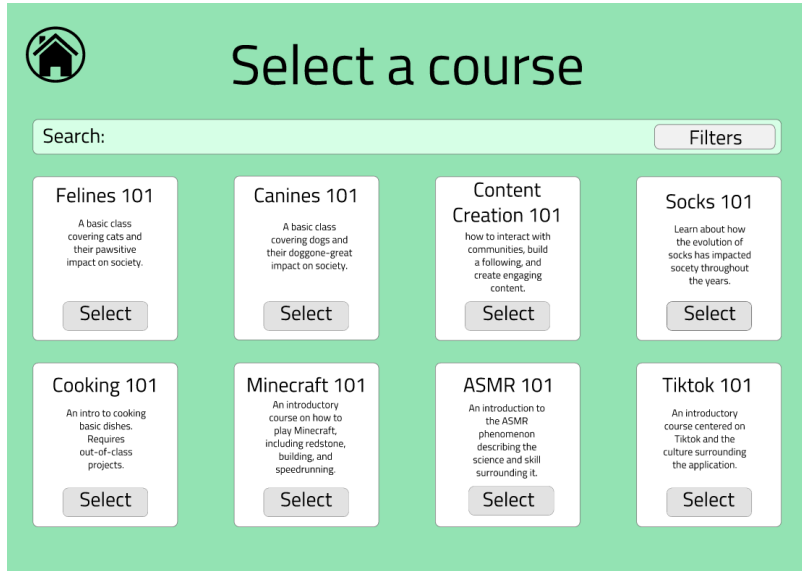 Select a course
Search:
Filters
Felines 101
A basic class
covering cats and
their pawsitive
impact on society.
Select
Canines 101
A basic class
covering dogs and
their doggone-great
impact on society.
Select
Content
Creation 101
how to interact with
communities, build
a following, and
create engaging
content.
Select
Socks 101
Learn about how
the evolution of
socks has impacted
socety throughout
the years.
Select
Cooking 101
An intro to cooking
basic dishes.
Requires
out-of-class
projects.
Select
Minecraft 101
An introductory
course on how to
play Minecraft,
including redstone,
building, and
speedrunning.
Select
ASMR 101
An introduction to
the ASMR
phenomenon
describing the
science and skill
surrounding it.
Select
Tiktok 101
An introductory
course centered on
Tiktok and the
culture surrounding
the application.
Select